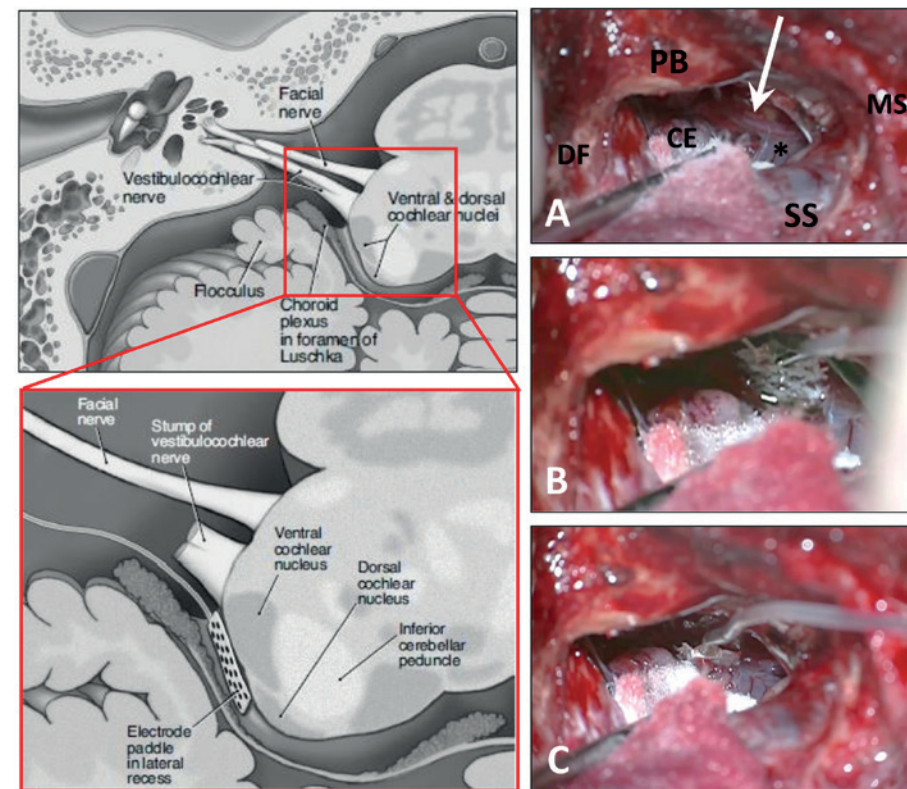 Facial
nerve
Vestibulocochlear
nerve
Ventral & dorsal
cochlear nuclei
Flocculus
Choroid
plexus
in foramen of
Luschka
Facial
nerve
Stump of
vestibulocochlear
nerve
Ventral
cochlear
nucleus
Dorsal
cochlear
nucleus
Inferior
cerebellar
peduncle
Electrode
paddle
in lateral
recess
PB
MS
CE
*
DF
SS
A
B
C